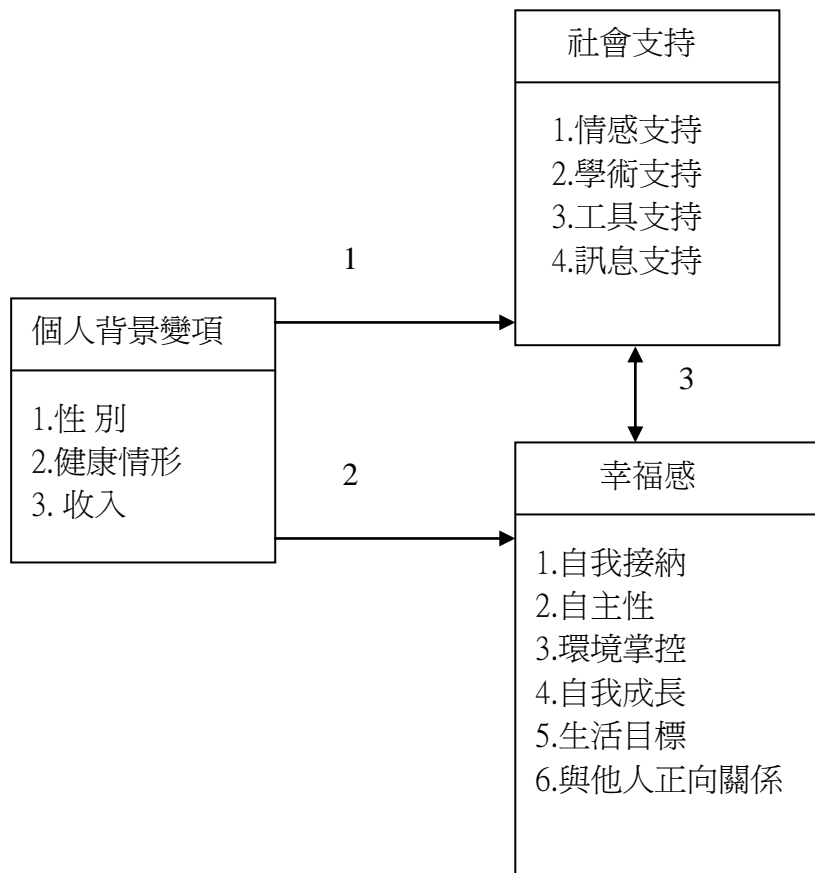 社會支持
1.情感支持
2.學術支持
3.工具支持
4.訊息支持
1
個人背景變項
1.性 別
2.健康情形
3. 收入
2
3
幸福感
1.自我接納
2.自主性
3.環境掌控
4.自我成長
5.生活目標
6.與他人正向關係